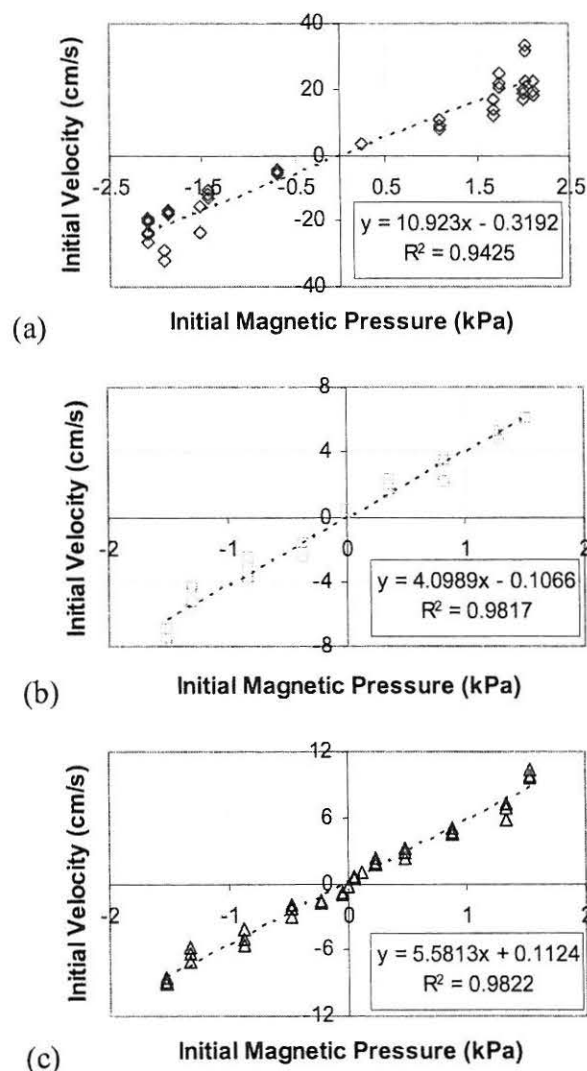 Initial Velocity (cm/s)
40
20
0
-20
-40
-2.5
-1.5
-0.5
0.5
1.5
2.5
y = 10.923x - 0.3192
R² = 0.9425
Initial Magnetic Pressure (kPa)
(a)
Initial Velocity (cm/s)
8
4
0
-4
-8
-2
-1
0
1
2
y = 4.0989x - 0.1066
R² = 0.9817
Initial Magnetic Pressure (kPa)
(b)
Initial Velocity (cm/s)
12
6
0
-6
-12
-2
-1
0
1
2
y = 5.5813x + 0.1124
R² = 0.9822
Initial Magnetic Pressure (kPa)
(c)